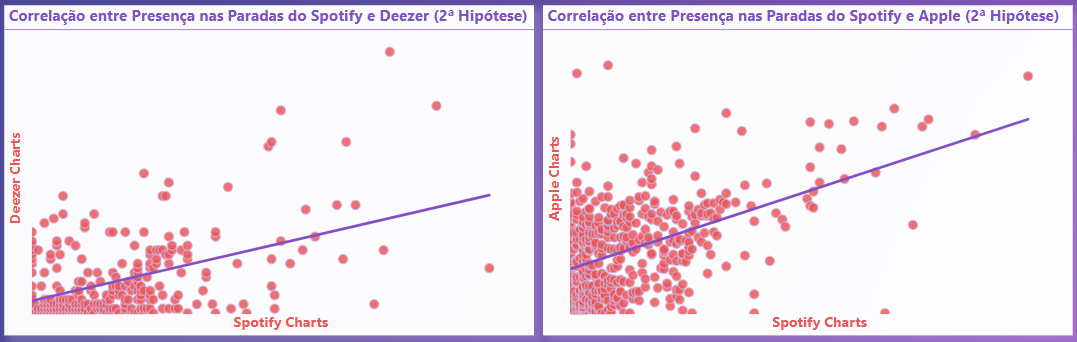 Correlação entre Presença nas Paradas do Spotify e Deezer (2ª Hipótese)
Deezer Charts
Spotify Charts
Correlação entre Presença nas Paradas do Spotify e Apple (2ª Hipótese)
Apple Charts
Spotify Charts